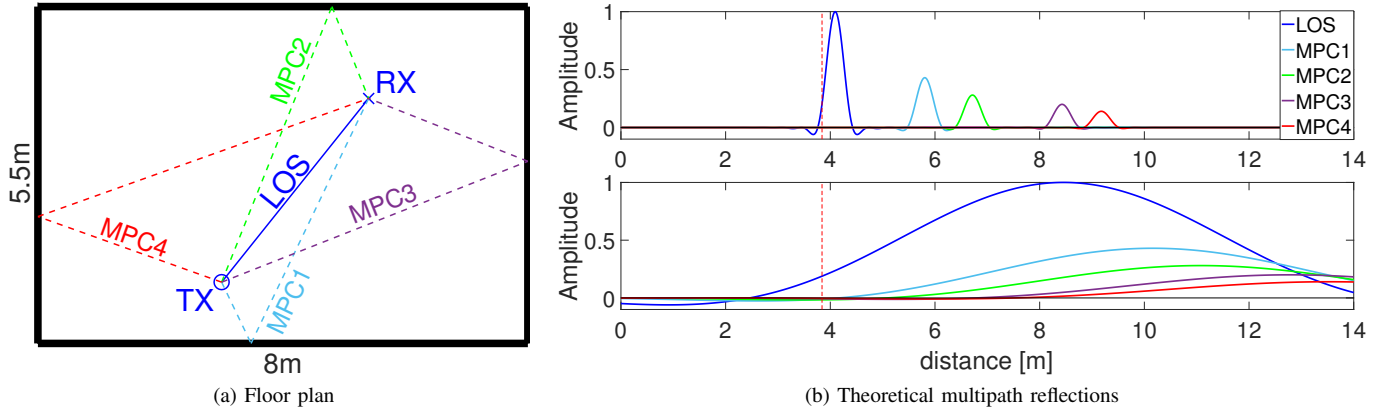 5.5m
8m
MPC2
RX
LOS
MPC3
MPC4
TX
MPC1
(a) Floor plan
Amplitude
1
0.5
0
0 2 4 6 8 10 12 14
LOS
MPC1
MPC2
MPC3
MPC4
Amplitude
1
0.5
0
0 2 4 6 8 10 12 14
distance [m]
(b) Theoretical multipath reflections